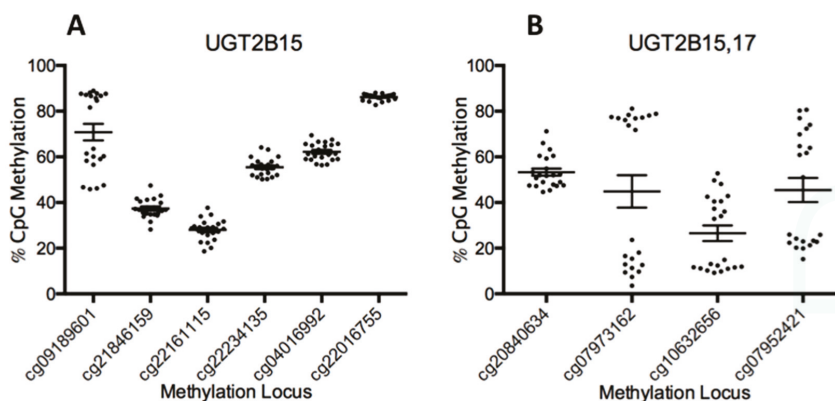 A
UGT2B15
% CpG Methylation
100
80
60
40
20
0
cg09189601
cg21846159
cg22161115
cg22234135
cg04016992
cg22016755
Methylation Locus
B
UGT2B15,17
% CpG Methylation
100
80
60
40
20
0
cg20840634
cg07973162
cg10632656
cg07952421
Methylation Locus